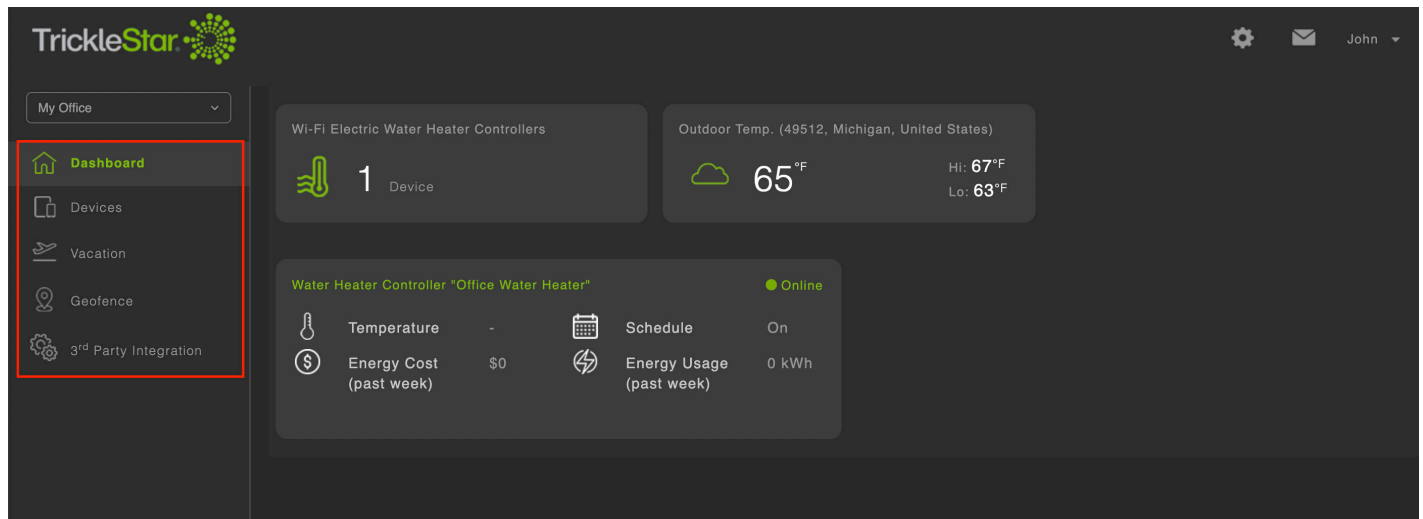 TrickleStar
John
My Office
Dashboard
Devices
Vacation
Geofence
3rd Party Integration
Wi-Fi Electric Water Heater Controllers
1 Device
Outdoor Temp. (49512, Michigan, United States)
65°F
Hi: 67°F
Lo: 63°F
Water Heater Controller "Office Water Heater"
Online
Temperature -
Schedule On
Energy Cost $0
(past week)
Energy Usage 0 kWh
(past week)